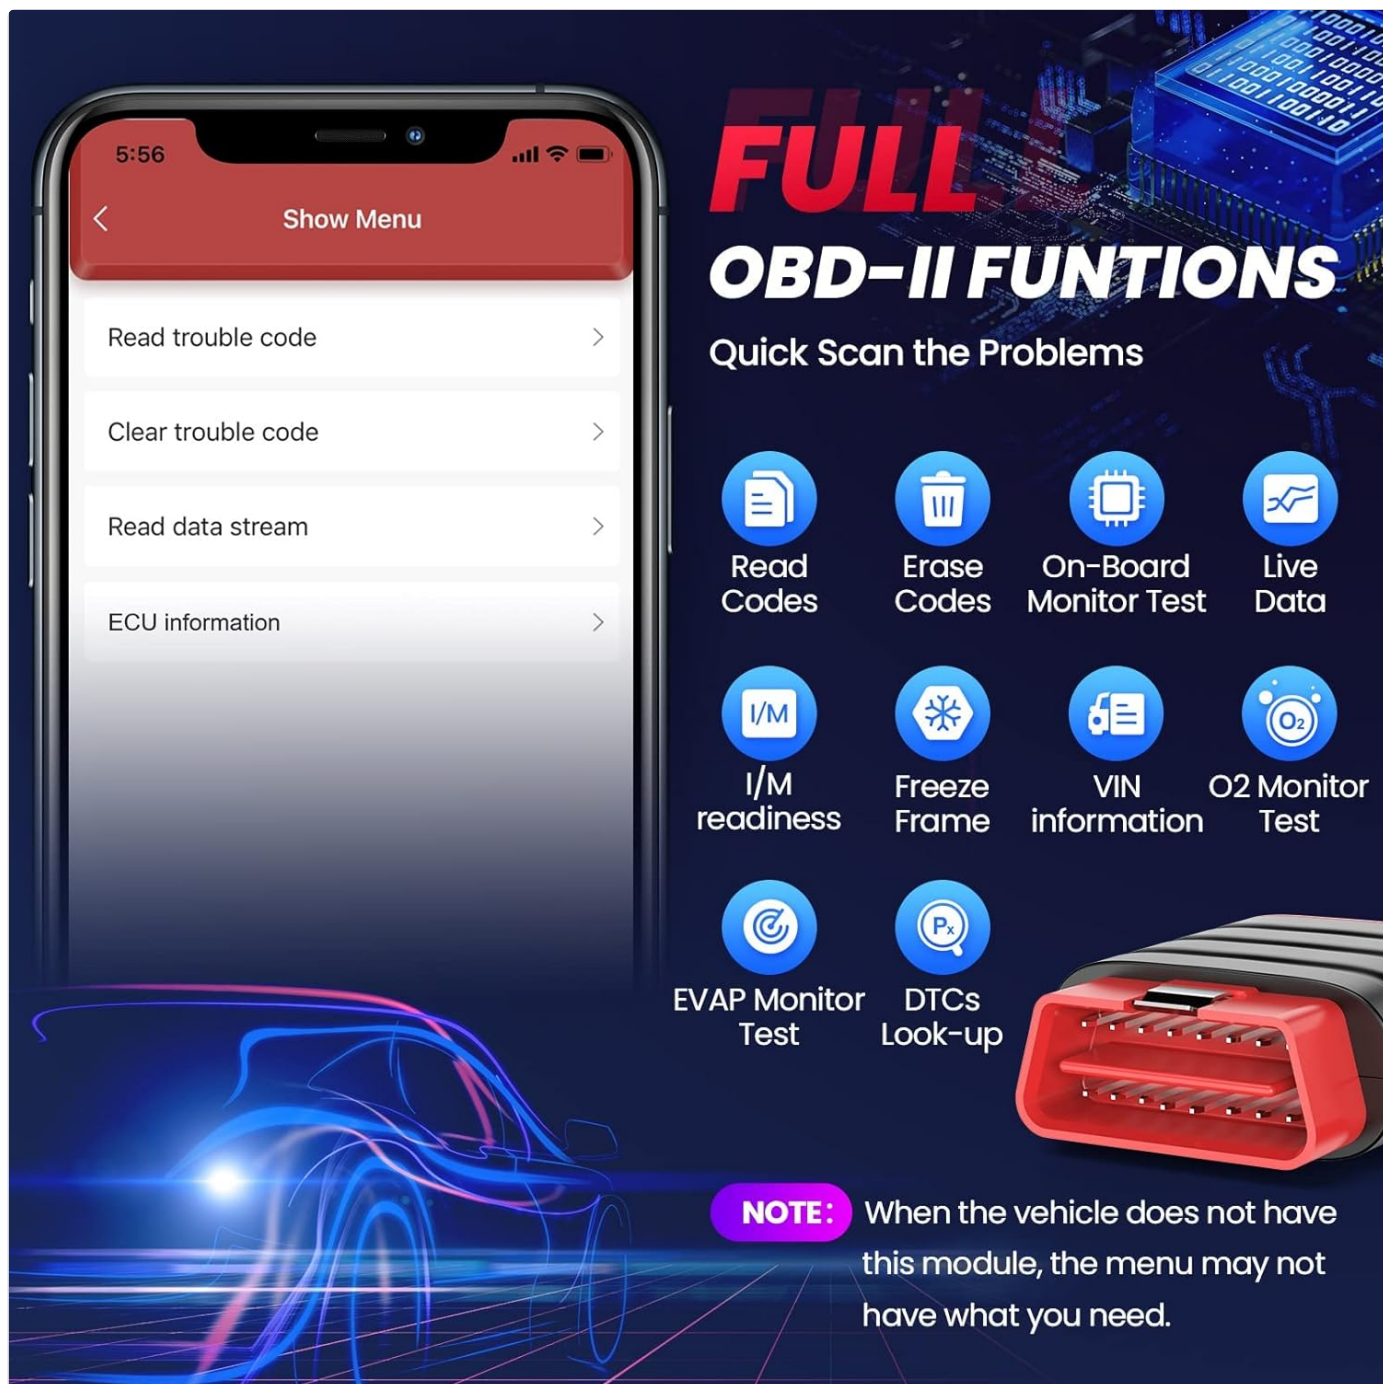 5:56
Show Menu
Read trouble code
Clear trouble code
Read data stream
ECU information
FULL
OBD-II FUNTIONS
Quick Scan the Problems
Read
Codes
Erase
Codes
On-Board
Monitor Test
Live
Data
I/M
I/M
readiness
Freeze
Frame
VIN
information
O2
O2 Monitor
Test
EVAP Monitor
Test
Px
DTCs
Look-up
NOTE: When the vehicle does not have
this module, the menu may not
have what you need.